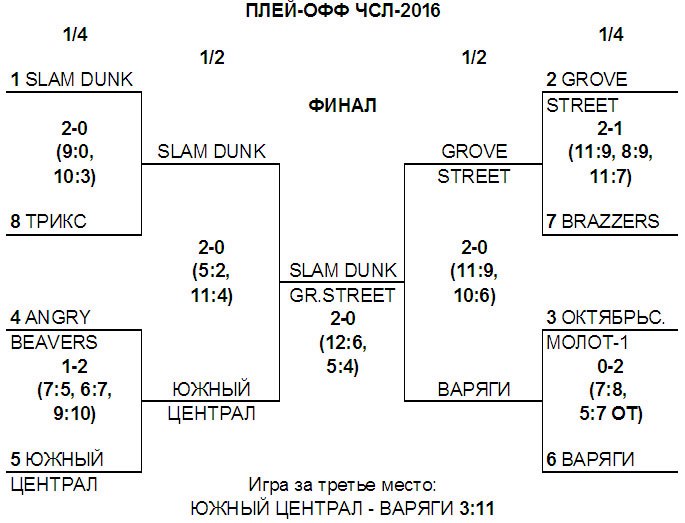 ПЛЕЙ-ОФФ ЧСЛ-2016
1/4
1/2
1/2
1/4
ФИНАЛ
1 SLAM DUNK
2-0
(9:0,
10:3)
8 ТРИКС
4 ANGRY
BEAVERS
1-2
(7:5, 6:7,
9:10)
5 ЮЖНЫЙ
ЦЕНТРАЛ
SLAM DUNK
2-0
(5:2,
11:4)
ЮЖНЫЙ
ЦЕНТРАЛ
SLAM DUNK
GR.STREET
2-0
(12:6,
5:4)
GROVE
STREET
2-0
(11:9,
10:6)
ВАРЯГИ
2 GROVE
STREET
2-1
(11:9, 8:9,
11:7)
7 BRAZZERS
3 ОКТЯБРЬС.
МОЛОТ-1
0-2
(7:8,
5:7 ОТ)
6 ВАРЯГИ
Игра за третье место:
ЮЖНЫЙ ЦЕНТРАЛ - ВАРЯГИ 3:11